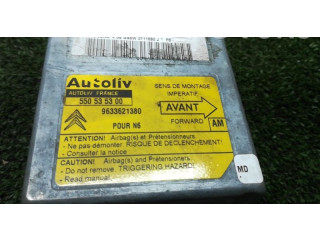 Autoliv
AUTOLIV FRANCE
550 53 53 00
9633621380
POUR N6
SENS DE MONTAGE
IMPERATIF
AVANT
FORWARD
AM
ATTENTION: Airbag(s) et Prétensionneurs
- Ne pas démonter. RISQUE DE DECLENCHEMENT!
- Consulter la notice
CAUTION: Airbag(s) and Pretensioners
- Do not remove. TRIGGERING HAZARD!
- Read manual
MD